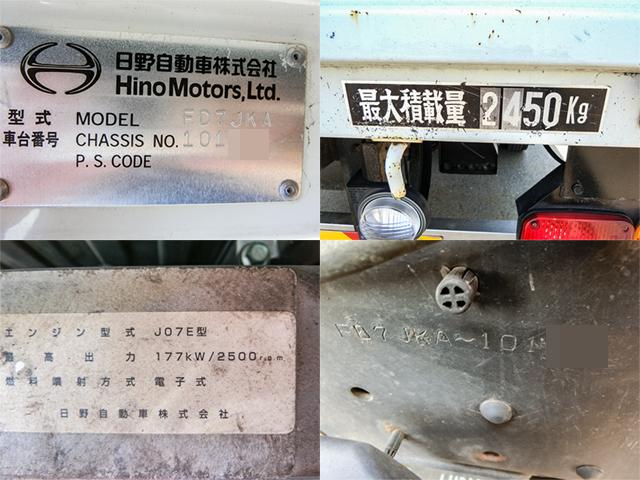 日野自動車株式会社
Hino Motors, Ltd.
型式 MODEL FD7JKA
車台番号 CHASSIS NO. 101
P.S. CODE
最大積載量 2450Kg
エンジン型式 J07E型
最高出力 177kW/2500r.p.m
燃料噴射方式 電子式
日野自動車株式会社
FD7JKA~101